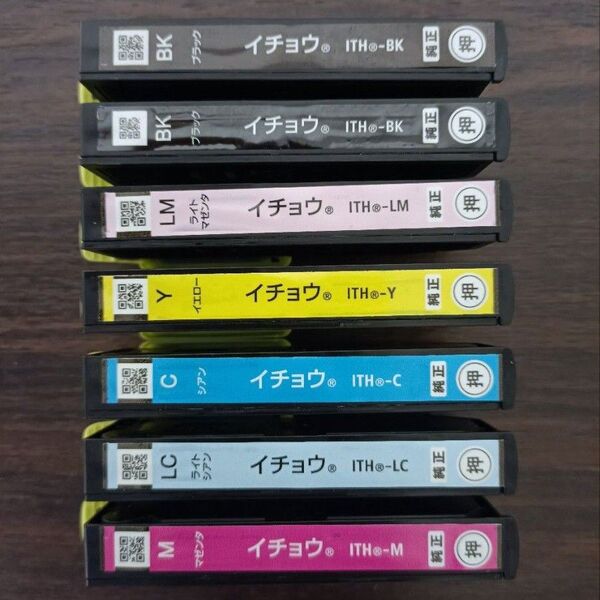 BK ブラック イチョウ® ITH®-BK 純正 押
BK ブラック イチョウ® ITH®-BK 純正 押
LM ライト マゼンタ イチョウ® ITH®-LM 純正 押
Y イエロー イチョウ® ITH®-Y 純正 押
C シアン イチョウ® ITH®-C 純正 押
LC ライト シアン イチョウ® ITH®-LC 純正 押
M マゼンタ イチョウ® ITH®-M 純正 押